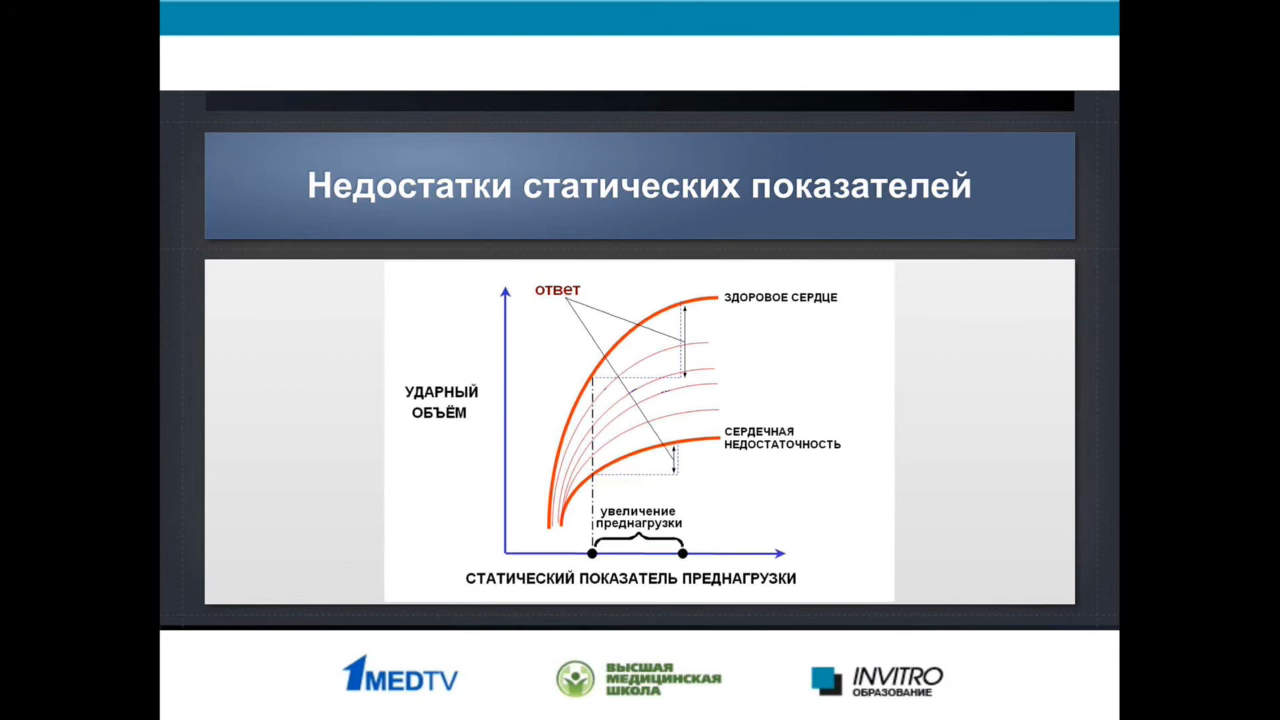 Недостатки статических показателей
ответ
ЗДОРОВОЕ СЕРДЦЕ
УДАРНЫЙ
ОБЪЁМ
СЕРДЕЧНАЯ
НЕДОСТАТОЧНОСТЬ
увеличение
преднагрузки
СТАТИЧЕСКИЙ ПОКАЗАТЕЛЬ ПРЕДНАГРУЗКИ
1MEDTV
ВЫСШАЯ
МЕДИЦИНСКАЯ
ШКОЛА
INVITRO
ОБРАЗОВАНИЕ